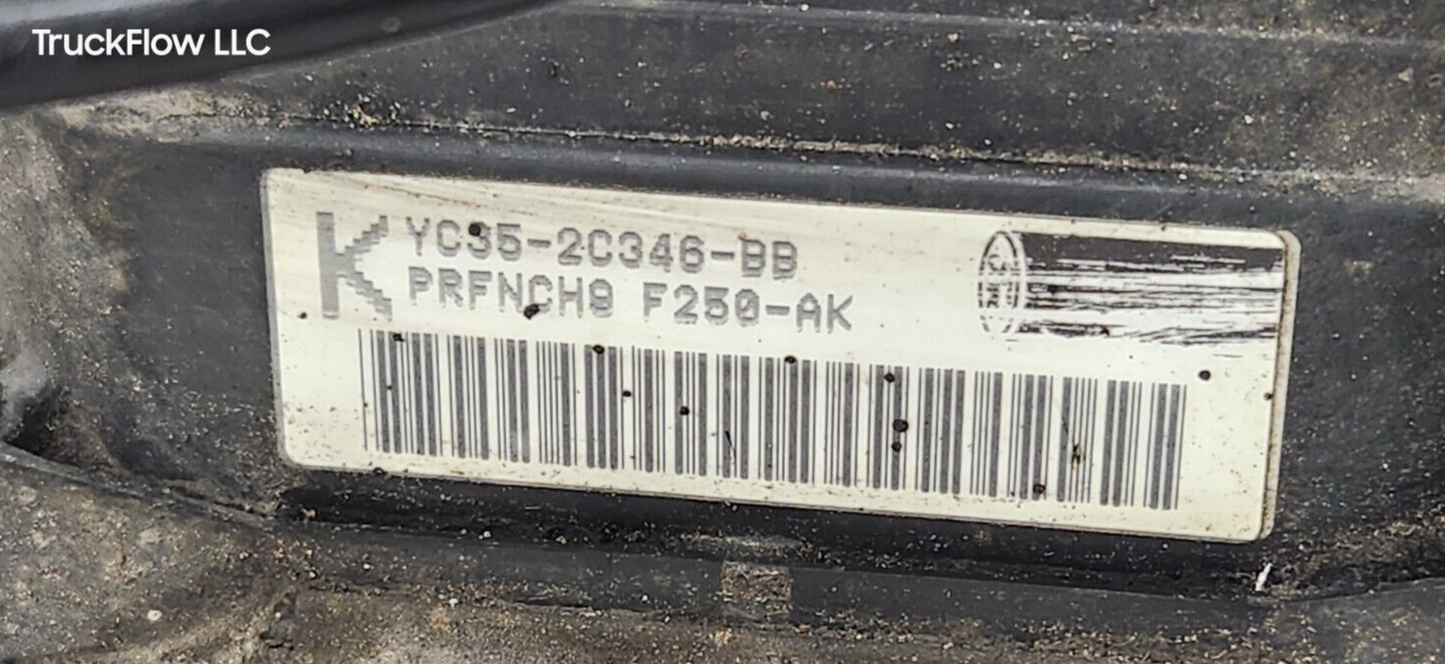 TruckFlow LLC
K
YC35-2C346-BB
PRFNCH9 F250-AK